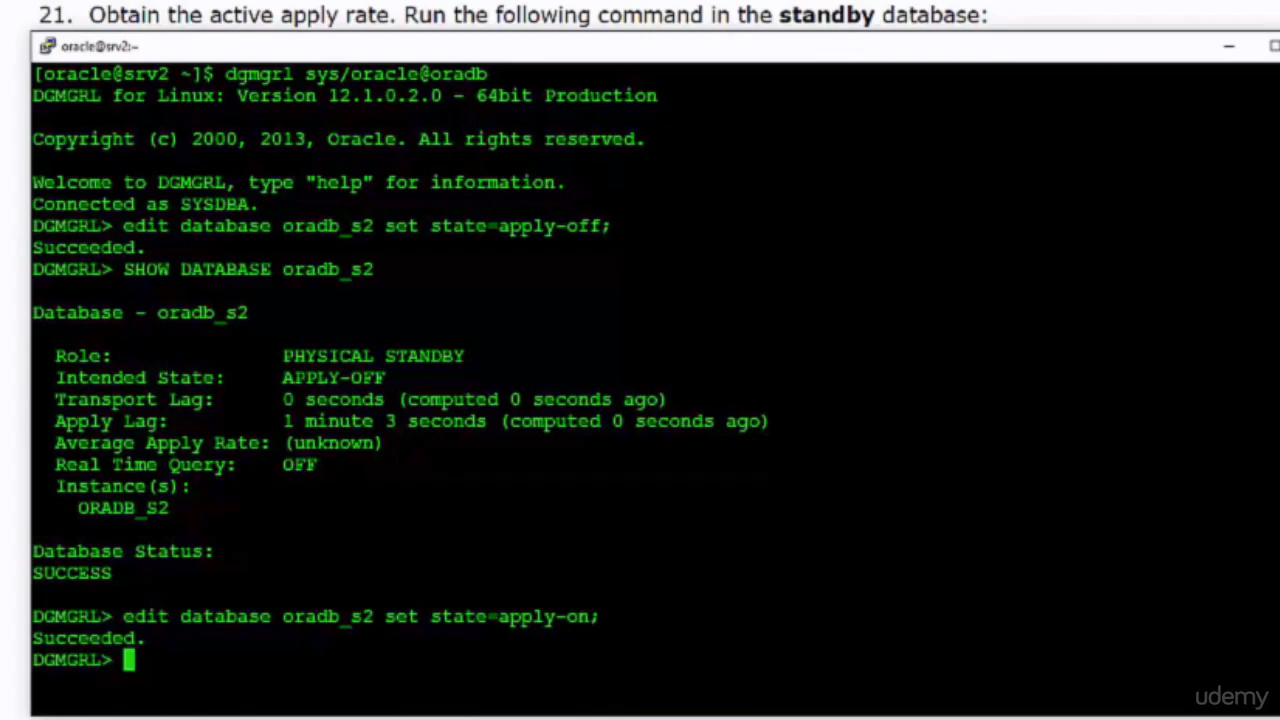 21. Obtain the active apply rate. Run the following command in the standby database:
oracle@srv2:~
[oracle@srv2 ~]$ dgmgrl sys/oracle@oradb
DGMGRL for Linux: Version 12.1.0.2.0 - 64bit Production
Copyright (c) 2000, 2013, Oracle. All rights reserved.
Welcome to DGMGRL, type "help" for information.
Connected as SYSDBA.
DGMGRL> edit database oradb_s2 set state=apply-off;
Succeeded.
DGMGRL> SHOW DATABASE oradb_s2
Database - oradb_s2
Role: PHYSICAL STANDBY
Intended State: APPLY-OFF
Transport Lag: 0 seconds (computed 0 seconds ago)
Apply Lag: 1 minute 3 seconds (computed 0 seconds ago)
Average Apply Rate: (unknown)
Real Time Query: OFF
Instance(s):
ORADB_S2
Database Status:
SUCCESS
DGMGRL> edit database oradb_s2 set state=apply-on;
Succeeded.
DGMGRL>
udemy